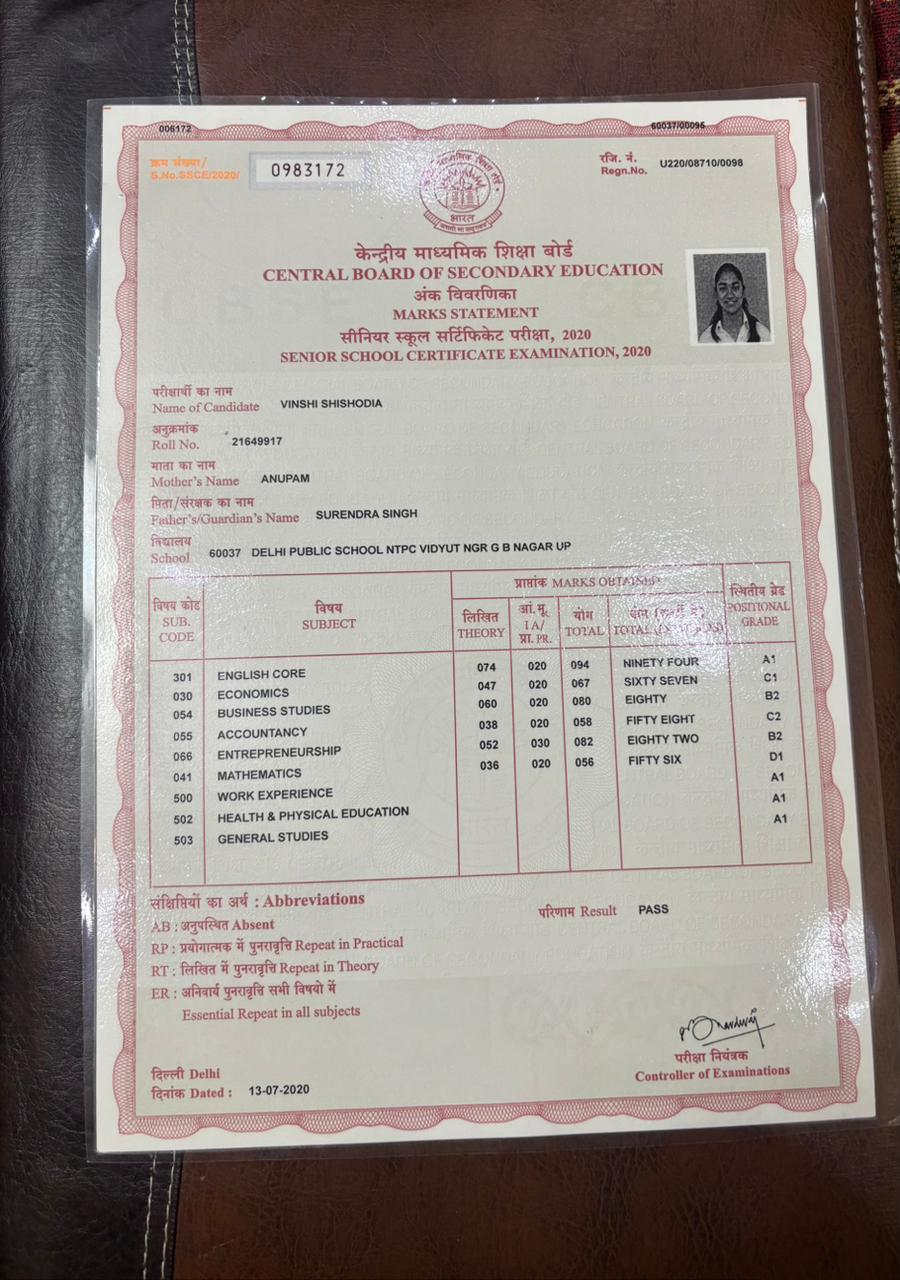 006172
60037/00095
क्रम संख्या/
S.No.SSCE/2020/
0983172
रजि. नं.
Regn.No.
U220/08710/0098
भारत
केन्द्रीय माध्यमिक शिक्षा बोर्ड
CENTRAL BOARD OF SECONDARY EDUCATION
अंक विवरणिका
MARKS STATEMENT
सीनियर स्कूल सर्टिफिकेट परीक्षा, 2020
SENIOR SCHOOL CERTIFICATE EXAMINATION, 2020
परीक्षार्थी का नाम
Name of Candidate VINSHI SHISHODIA
अनुक्रमांक
Roll No. 21649917
माता का नाम
Mother's Name ANUPAM
पिता/संरक्षक का नाम
Father's/Guardian's Name SURENDRA SINGH
विद्यालय
School 60037 DELHI PUBLIC SCHOOL NTPC VIDYUT NGR G B NAGAR UP
प्राप्तांक MARKS OBTAINED
विषय कोड
SUB.
CODE
विषय
SUBJECT
लिखित
THEORY
आं.मू.
I A/
प्रा. PR.
योग
TOTAL
TOTAL
स्थितीय ग्रेड
POSITIONAL
GRADE
301 ENGLISH CORE 074 020 094 NINETY FOUR A1
030 ECONOMICS 047 020 067 SIXTY SEVEN C1
054 BUSINESS STUDIES 060 020 080 EIGHTY B2
055 ACCOUNTANCY 038 020 058 FIFTY EIGHT C2
066 ENTREPRENEURSHIP 052 030 082 EIGHTY TWO B2
041 MATHEMATICS 036 020 056 FIFTY SIX D1
500 WORK EXPERIENCE A1
502 HEALTH & PHYSICAL EDUCATION A1
503 GENERAL STUDIES A1
संक्षिप्तियों का अर्थ : Abbreviations
परिणाम Result PASS
AB : अनुपस्थित Absent
RP : प्रयोगात्मक में पुनरावृत्ति Repeat in Practical
RT : लिखित में पुनरावृत्ति Repeat in Theory
ER : अनिवार्य पुनरावृत्ति सभी विषयो में
Essential Repeat in all subjects
परीक्षा नियंत्रक
Controller of Examinations
दिल्ली Delhi
दिनांक Dated : 13-07-2020